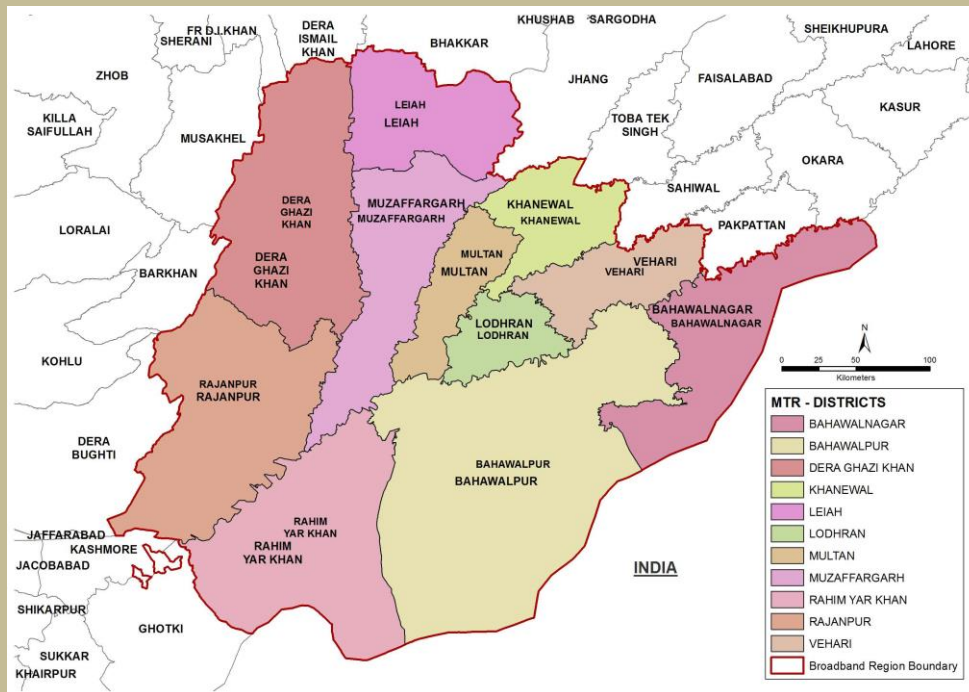 KHUSHAB
SARGODHA
FR D.I.KHAN
SHERANI
DERA
ISMAIL
KHAN
BHAKKAR
SHEIKHUPURA
LAHORE
ZHOB
JHANG
FAISALABAD
KASUR
KILLA
SAIFULLAH
MUSAKHEL
LEIAH
LEIAH
TOBA TEK
SINGH
OKARA
SAHIWAL
DERA
GHAZI
KHAN
MUZAFFARGARH
MUZAFFARGARH
KHANEWAL
KHANEWAL
PAKPATTAN
LORALAI
BARKHAN
DERA
GHAZI
KHAN
MULTAN
MULTAN
VEHARI
VEHARI
BAHAWALNAGAR
BAHAWALNAGAR
LODHRAN
LODHRAN
KOHLU
RAJANPUR
RAJANPUR
N
0 25 50 100
Kilometers
DERA
BUGHTI
BAHAWALPUR
BAHAWALPUR
RAHIM
YAR KHAN
RAHIM
YAR KHAN
INDIA
JAFFARABAD
KASHMORE
JACOBABAD
SHIKARPUR
GHOTKI
SUKKAR
KHAIRPUR
MTR - DISTRICTS
BAHAWALNAGAR
BAHAWALPUR
DERA GHAZI KHAN
KHANEWAL
LEIAH
LODHRAN
MULTAN
MUZAFFARGARH
RAHIM YAR KHAN
RAJANPUR
VEHARI
Broadband Region Boundary